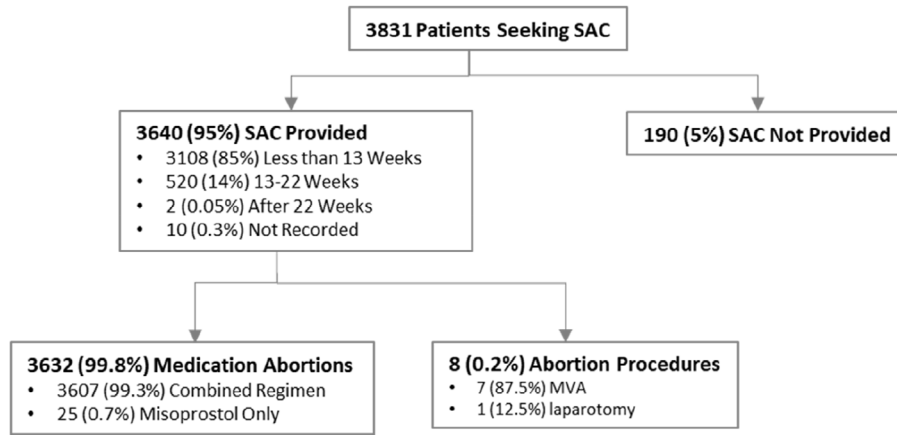 3831 Patients Seeking SAC
3640 (95%) SAC Provided
• 3108 (85%) Less than 13 Weeks
• 520 (14%) 13-22 Weeks
• 2 (0.05%) After 22 Weeks
• 10 (0.3%) Not Recorded
190 (5%) SAC Not Provided
3632 (99.8%) Medication Abortions
• 3607 (99.3%) Combined Regimen
• 25 (0.7%) Misoprostol Only
8 (0.2%) Abortion Procedures
• 7 (87.5%) MVA
• 1 (12.5%) laparotomy